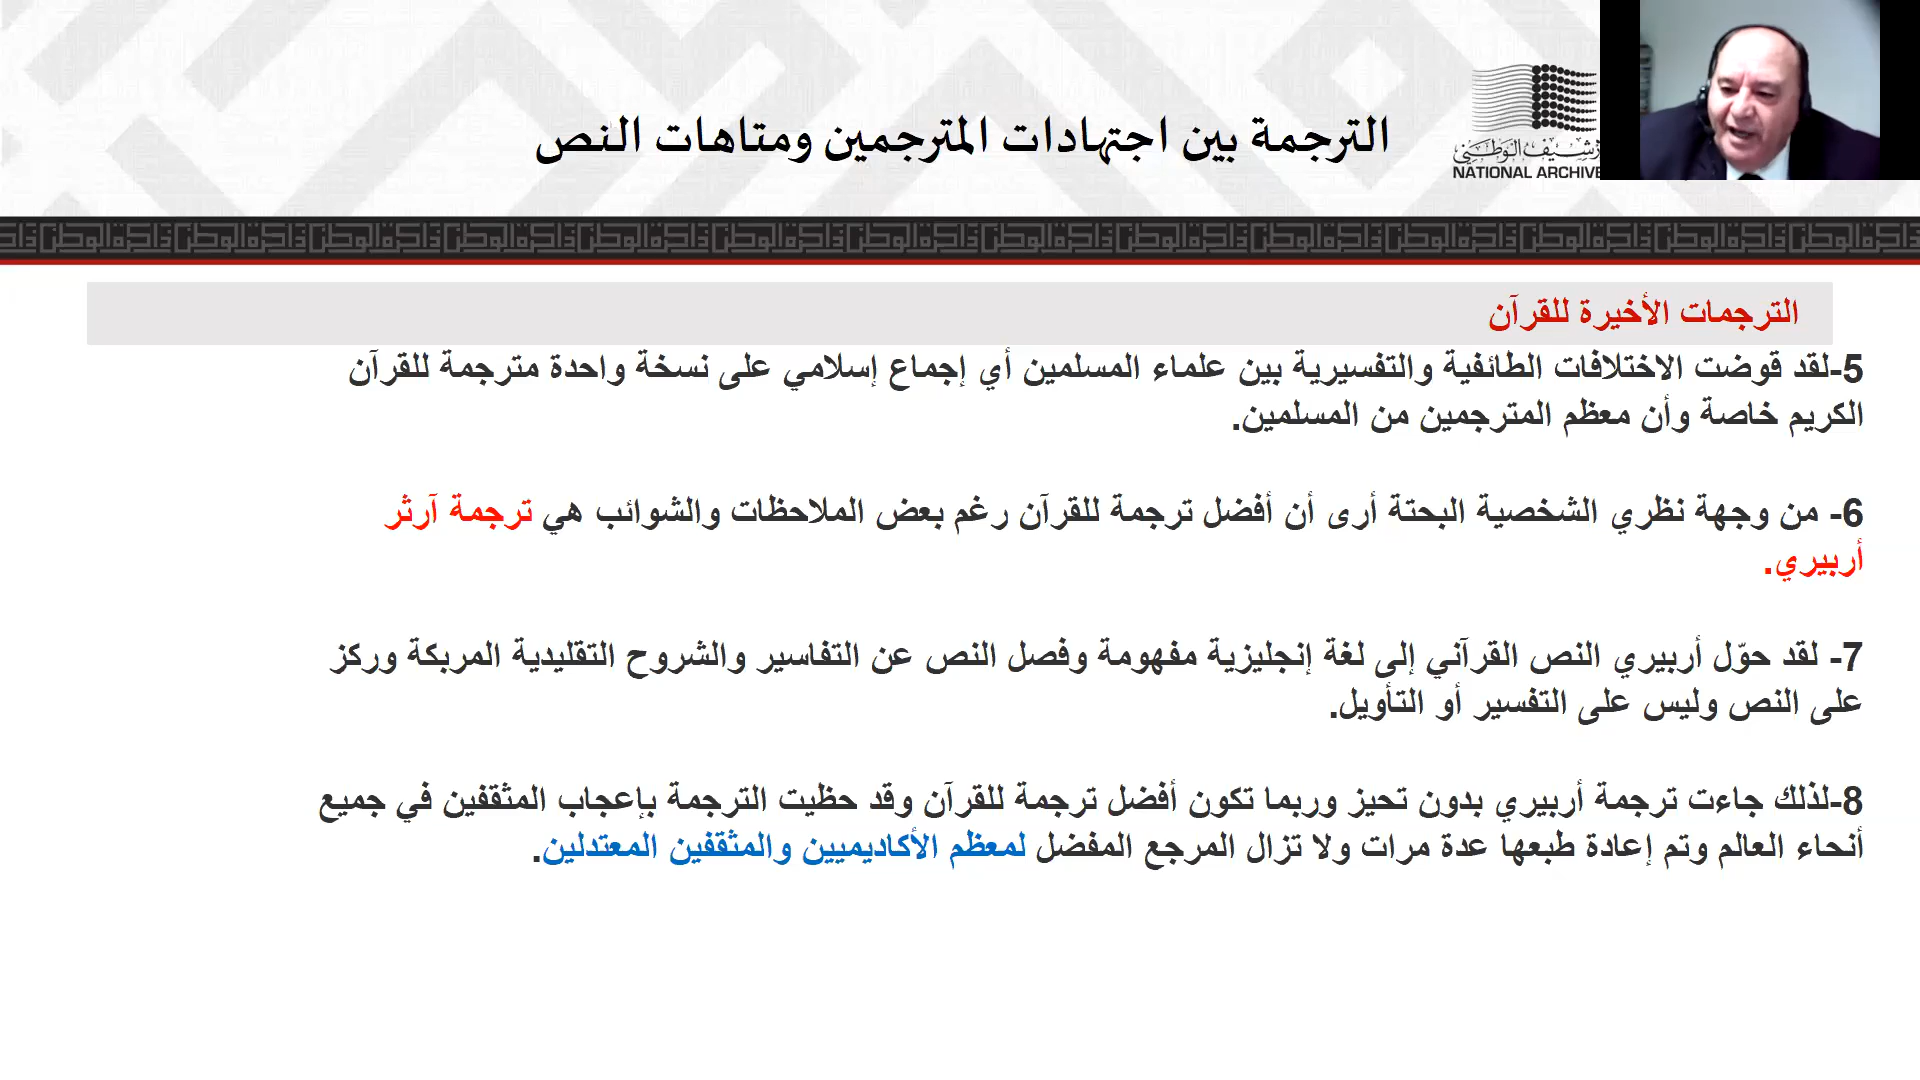 الترجمة بين اجتهادات المترجمين ومتاهات النص
NATIONAL ARCHIVE
الترجمات الأخيرة للقرآن
5-لقد قوضت الاختلافات الطائفية والتفسيرية بين علماء المسلمين أي إجماع إسلامي على نسخة واحدة مترجمة للقرآن
الكريم خاصة وأن معظم المترجمين من المسلمين.
6- من وجهة نظري الشخصية البحتة أرى أن أفضل ترجمة للقرآن رغم بعض الملاحظات والشوائب هي ترجمة آرثر
أربيري.
7- لقد حوّل أربيري النص القرآني إلى لغة إنجليزية مفهومة وفصل النص عن التفاسير والشروح التقليدية المربكة وركز
على النص وليس على التفسير أو التأويل.
8-لذلك جاءت ترجمة أربيري بدون تحيز وربما تكون أفضل ترجمة للقرآن وقد حظيت الترجمة بإعجاب المثقفين في جميع
أنحاء العالم وتم إعادة طبعها عدة مرات ولا تزال المرجع المفضل لمعظم الأكاديميين والمثقفين المعتدلين.